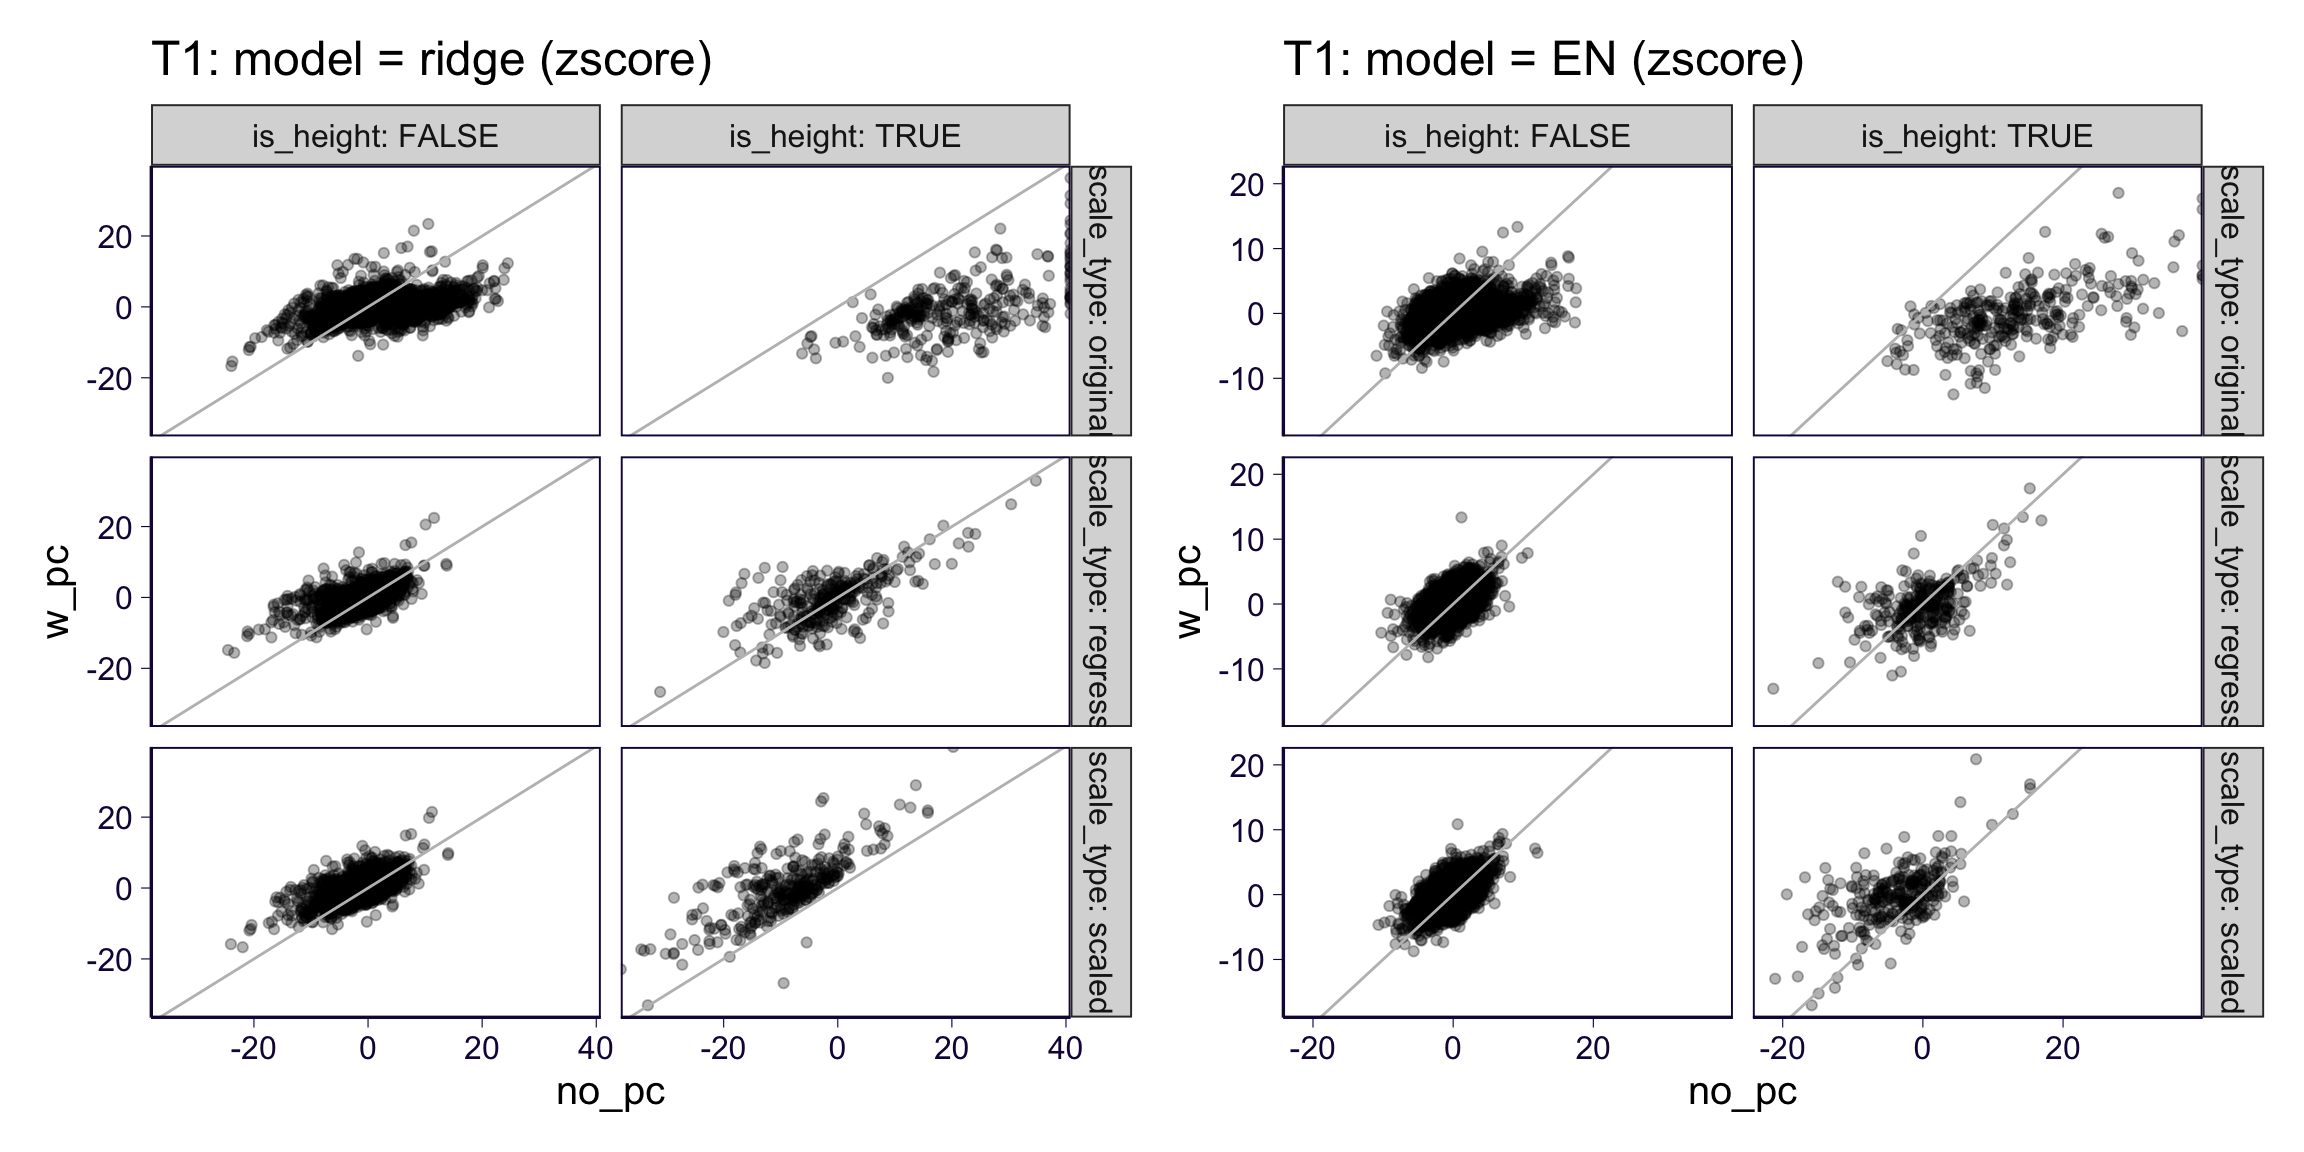 T1: model = ridge (zscore)
is_height: FALSE
is_height: TRUE
20
0
-20
scale_type: original
20
0
-20
scale_type: regress
20
0
-20
scale_type: scaled
w_pc
-20
0
20
40
-20
0
20
40
no_pc
T1: model = EN (zscore)
is_height: FALSE
is_height: TRUE
20
10
0
-10
scale_type: original
20
10
0
-10
scale_type: regress
20
10
0
-10
scale_type: scaled
w_pc
-20
0
20
-20
0
20
no_pc